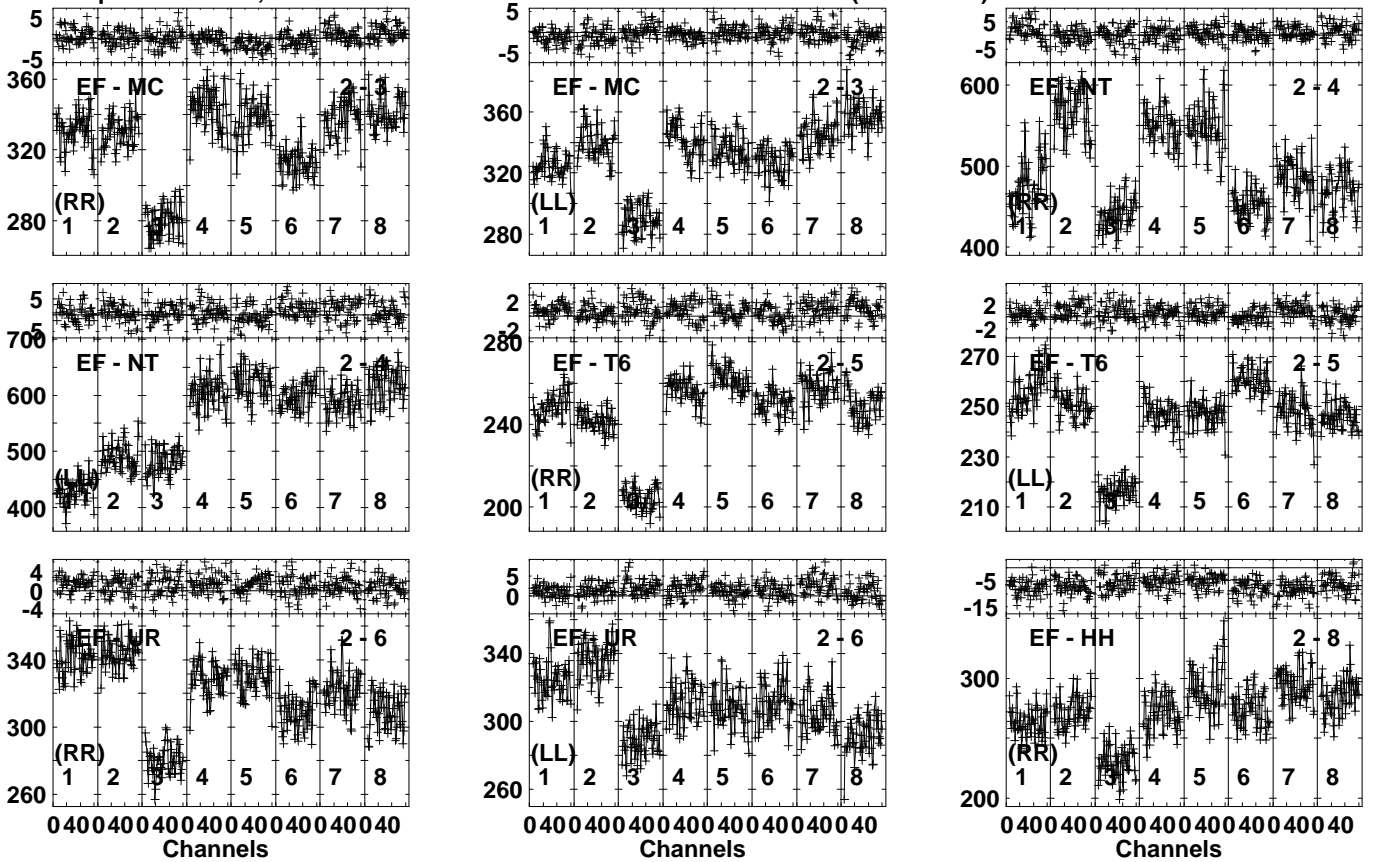 5
-5
360
320
280
EF - MC 2 - 3
(RR)
1 2 3 4 5 6 7 8
5
-5
360
320
280
EF - MC 2 - 3
(LL)
1 2 3 4 5 6 7 8
5
-5
600
500
400
EF - NT 2 - 4
(RR)
1 2 3 4 5 6 7 8
5
-5
700
600
500
400
EF - NT 2 - 4
(LL)
2 3 4 5 6 7 8
2
-2
280
240
200
EF - T6 2 - 5
(RR)
1 2 3 4 5 6 7 8
2
-2
270
250
230
210
EF - T6 2 - 5
(LL)
1 2 3 4 5 6 7 8
4
0
-4
340
300
260
EF - UR 2 - 6
(RR)
1 2 3 4 5 6 7 8
0 40 0 40 0 40 0 40 0 40 0 40 0 40 0 40
Channels
5
0
340
300
260
EF - UR 2 - 6
(LL)
1 2 3 4 5 6 7 8
0 40 0 40 0 40 0 40 0 40 0 40 0 40 0 40
Channels
-5
-15
300
200
EF - HH 2 - 8
(RR)
1 2 3 4 5 6 7 8
0 40 0 40 0 40 0 40 0 40 0 40 0 40 0 40
Channels